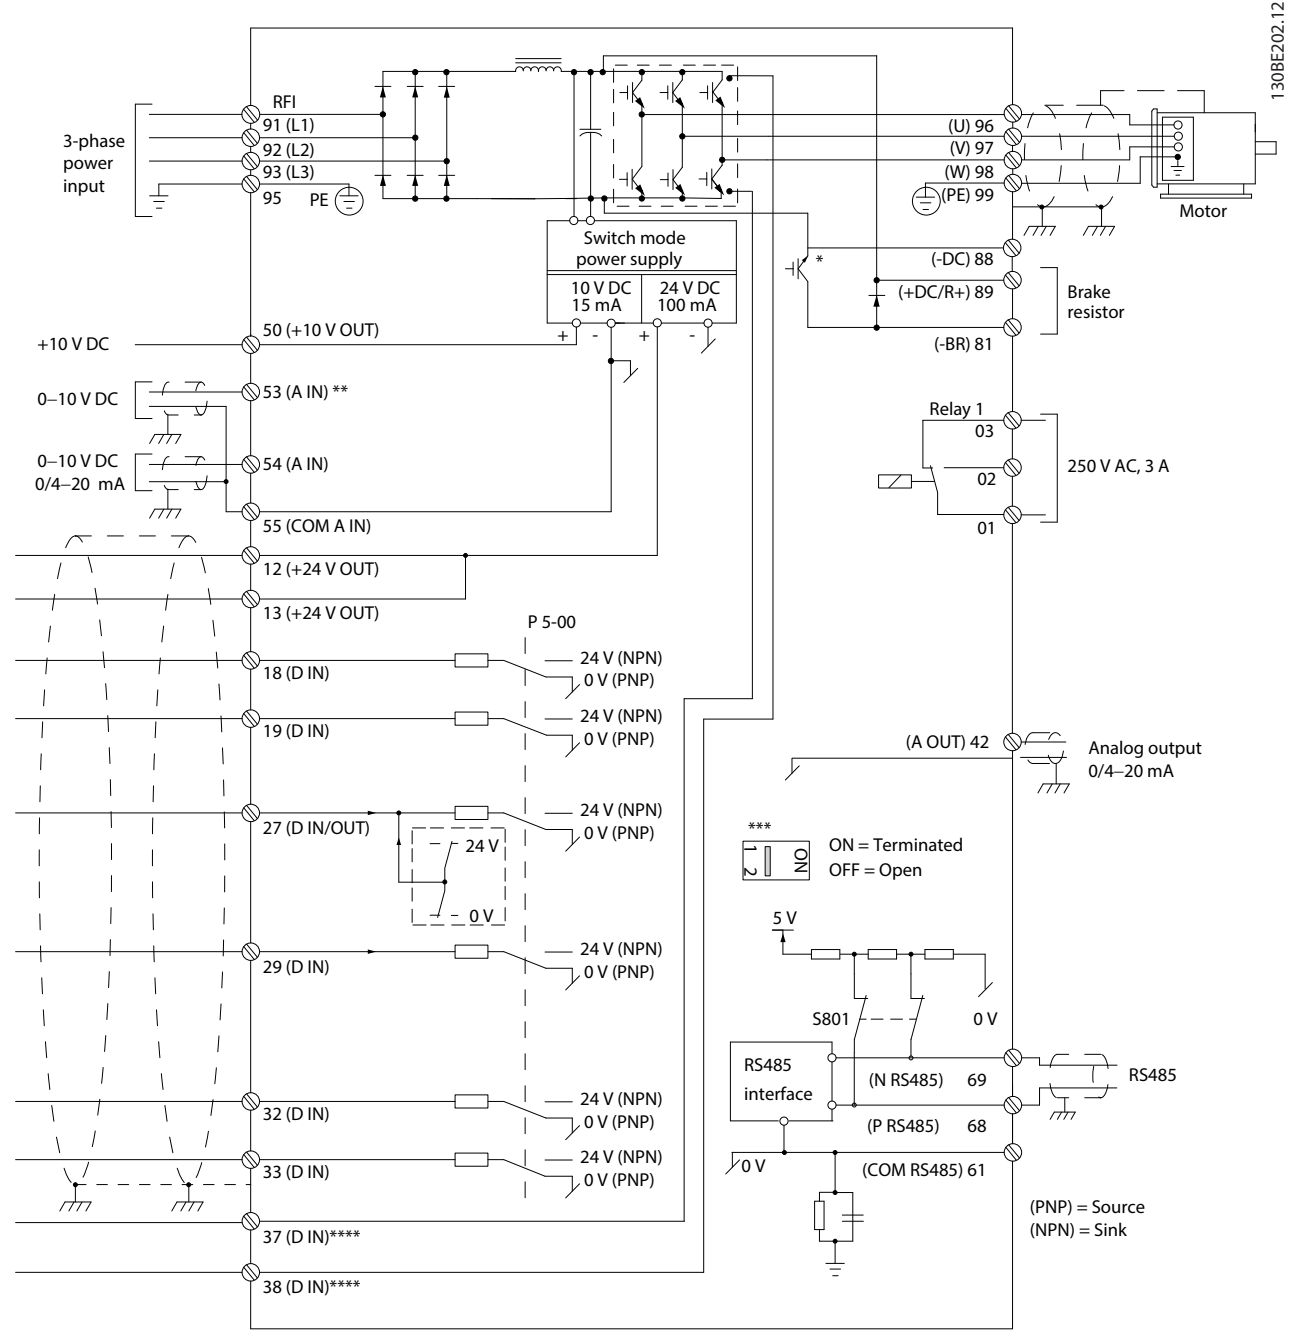 130BE202.12
3-phase
power
input
RFI
91 (L1)
92 (L2)
93 (L3)
95
PE
(U) 96
(V) 97
(W) 98
(PE) 99
Motor
Switch mode
power supply
10 V DC
15 mA
24 V DC
100 mA
+ - + -
*
(-DC) 88
(+DC/R+) 89
(-BR) 81
Brake
resistor
+10 V DC
50 (+10 V OUT)
0–10 V DC
53 (A IN) **
0–10 V DC
0/4–20 mA
54 (A IN)
55 (COM A IN)
Relay 1
03
02
01
250 V AC, 3 A
12 (+24 V OUT)
13 (+24 V OUT)
P 5-00
18 (D IN)
24 V (NPN)
0 V (PNP)
19 (D IN)
24 V (NPN)
0 V (PNP)
27 (D IN/OUT)
24 V (NPN)
0 V (PNP)
24 V
0 V
29 (D IN)
24 V (NPN)
0 V (PNP)
32 (D IN)
24 V (NPN)
0 V (PNP)
33 (D IN)
24 V (NPN)
0 V (PNP)
37 (D IN)****
38 (D IN)****
(A OUT) 42
Analog output
0/4–20 mA
***
1 2
ON
ON = Terminated
OFF = Open
5 V
S801
0 V
RS485
interface
(N RS485) 69
(P RS485) 68
RS485
0 V
(COM RS485) 61
(PNP) = Source
(NPN) = Sink